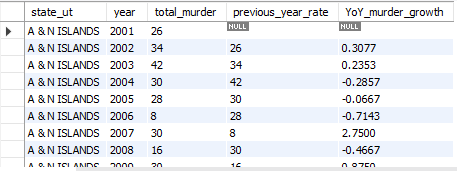 state_ut year total_murder previous_year_rate YoY_murder_growth
A & N ISLANDS 2001 26 NULL NULL
A & N ISLANDS 2002 34 26 0.3077
A & N ISLANDS 2003 42 34 0.2353
A & N ISLANDS 2004 30 42 -0.2857
A & N ISLANDS 2005 28 30 -0.0667
A & N ISLANDS 2006 8 28 -0.7143
A & N ISLANDS 2007 30 8 2.7500
A & N ISLANDS 2008 16 30 -0.4667
A & N ISLANDS 2009 30 16 0.8750